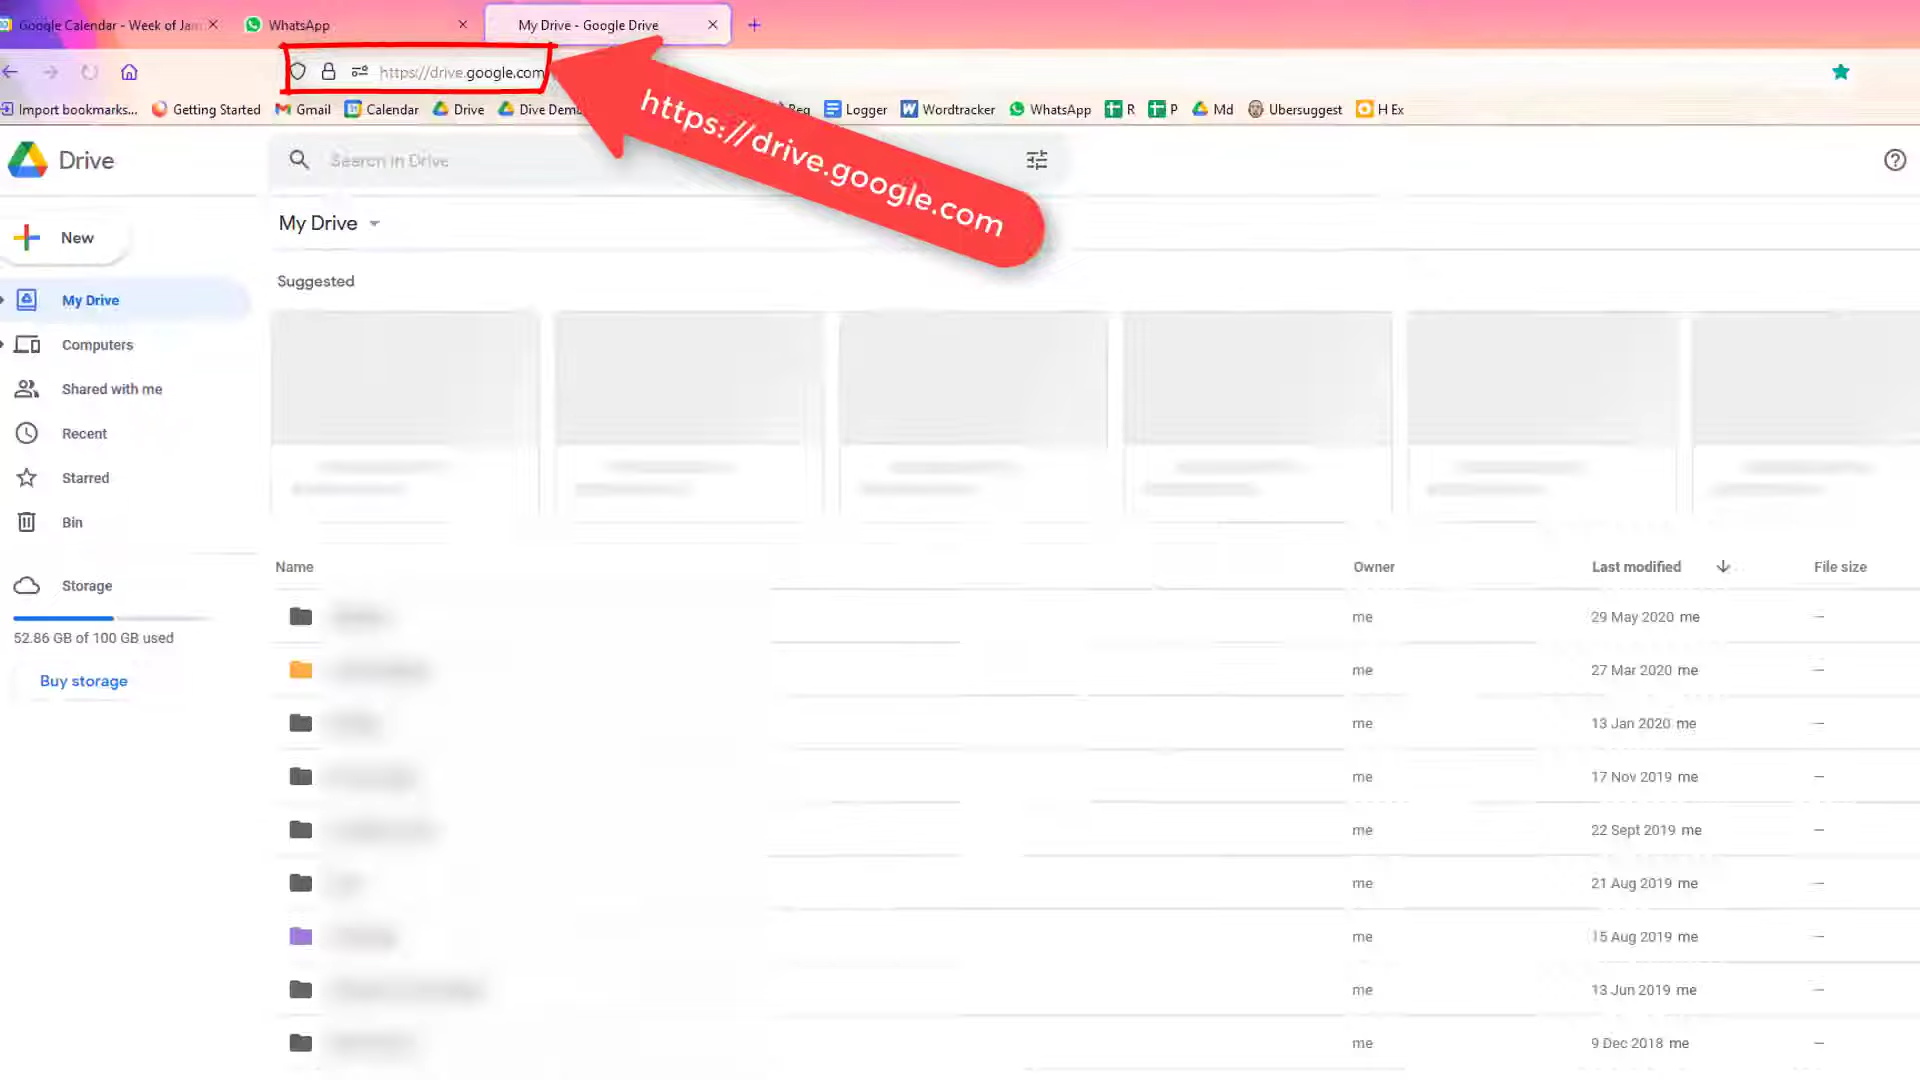 Google Calendar - Week of Jan
WhatsApp
My Drive - Google Drive
https://drive.google.com
Import bookmarks...
Getting Started
Gmail
Calendar
Drive
Logger
Wordtracker
WhatsApp
R
P
Md
Ubersuggest
H Ex
https://drive.google.com
Drive
Search in Drive
New
My Drive
My Drive
Computers
Shared with me
Recent
Starred
Bin
Storage
52.86 GB of 100 GB used
Buy storage
Suggested
Name Owner Last modified File size
me 29 May 2020 me —
me 27 Mar 2020 me —
me 13 Jan 2020 me —
me 17 Nov 2019 me —
me 22 Sept 2019 me —
me 21 Aug 2019 me —
me 15 Aug 2019 me —
me 13 Jun 2019 me —
me 9 Dec 2018 me —